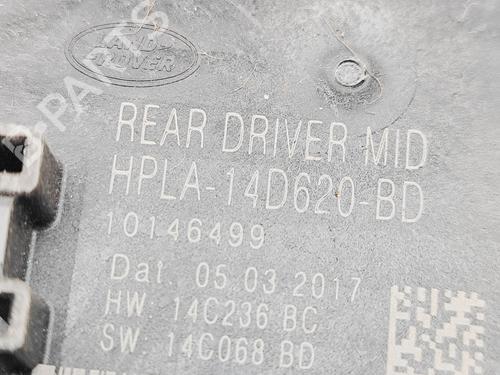 LAND
ROVER
B-PARTS
REAR DRIVER MID
HPLA-14D620-BD
10146499
Dat. 05 03 2017
HW 14C236 BC
SW: 14C068 BD